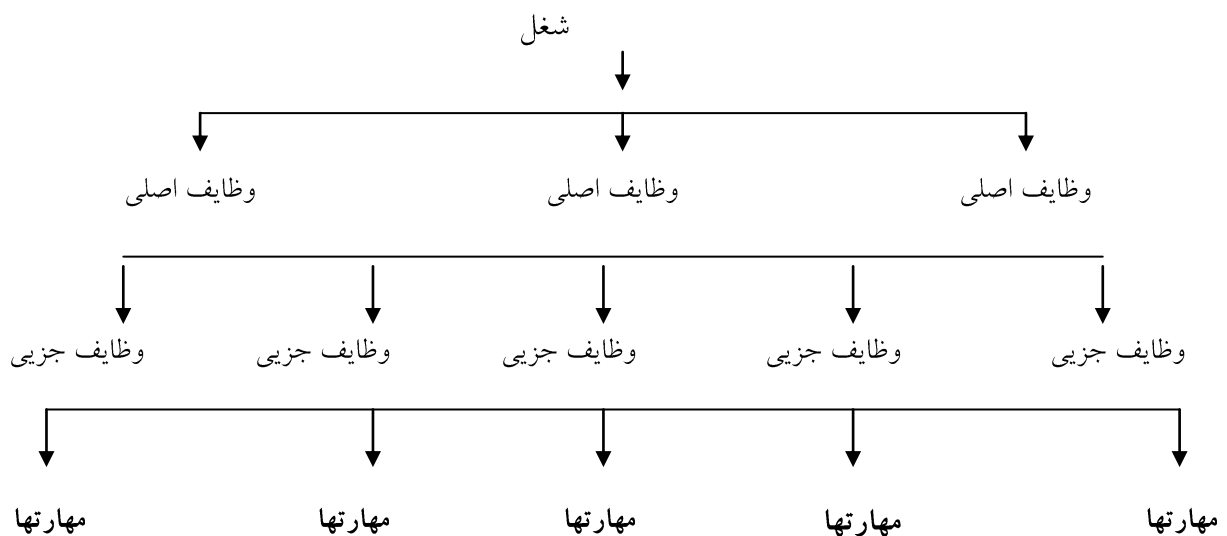 شغل
وظایف اصلی وظایف اصلی وظایف اصلی
وظایف جزیی وظایف جزیی وظایف جزیی وظایف جزیی وظایف جزیی
مهارتها مهارتها مهارتها مهارتها مهارتها